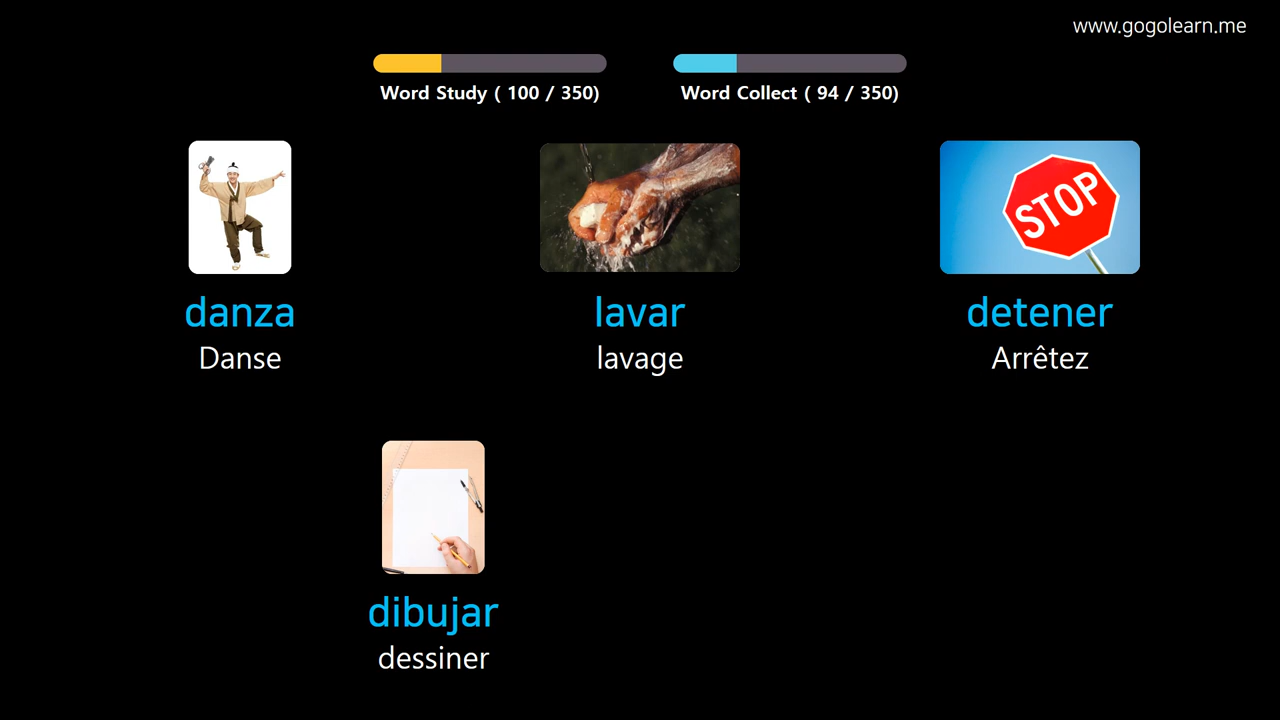 www.gogolearn.me
Word Study ( 100 / 350)
Word Collect ( 94 / 350)
STOP
danza
Danse
lavar
lavage
detener
Arrêtez
dibujar
dessiner